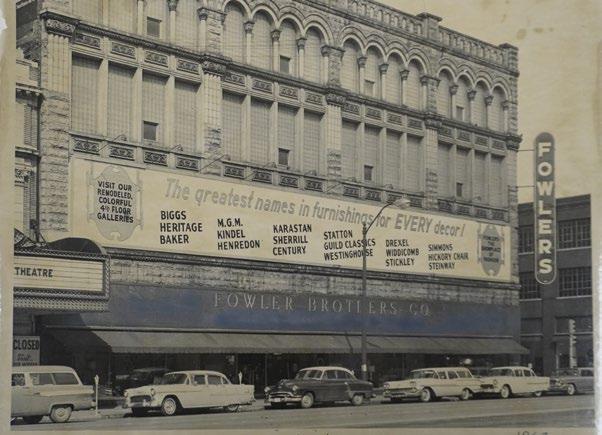 The greatest names in furnishings for EVERY decor!
VISIT OUR
REMODELED,
COLORFUL
4th FLOOR
GALLERIES
BIGGS
HERITAGE
BAKER
M.G.M.
KINDEL
HENREDON
KARASTAN
SHERRILL
CENTURY
STATTON
GUILD CLASSICS
WESTINGHOUSE
DREXEL
WIDDICOMB
STICKLEY
SIMMONS
HICKORY CHAIR
STEINWAY
FOWLERS
THEATRE
FOWLER BROTHERS CO.
CLOSED